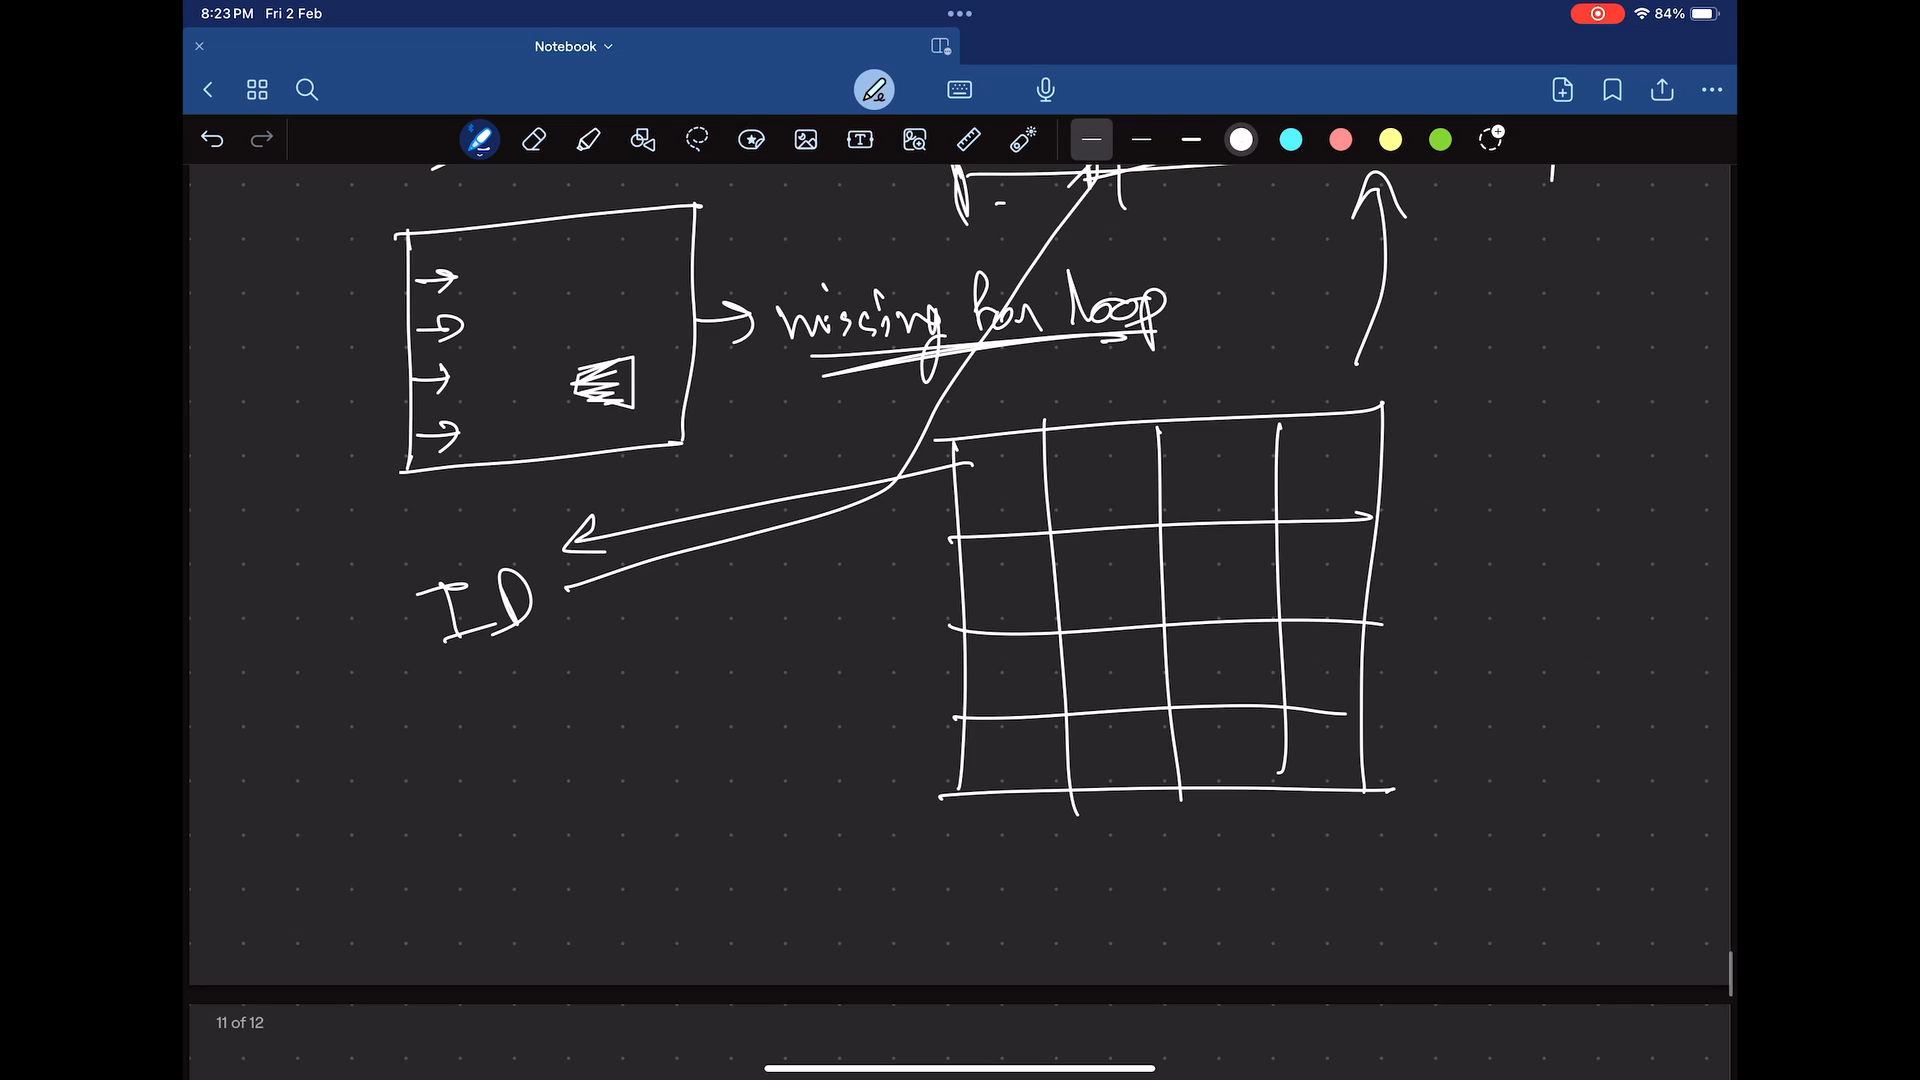 8:23 PM Fri 2 Feb
84%
Notebook
missing for loop
ID
11 of 12